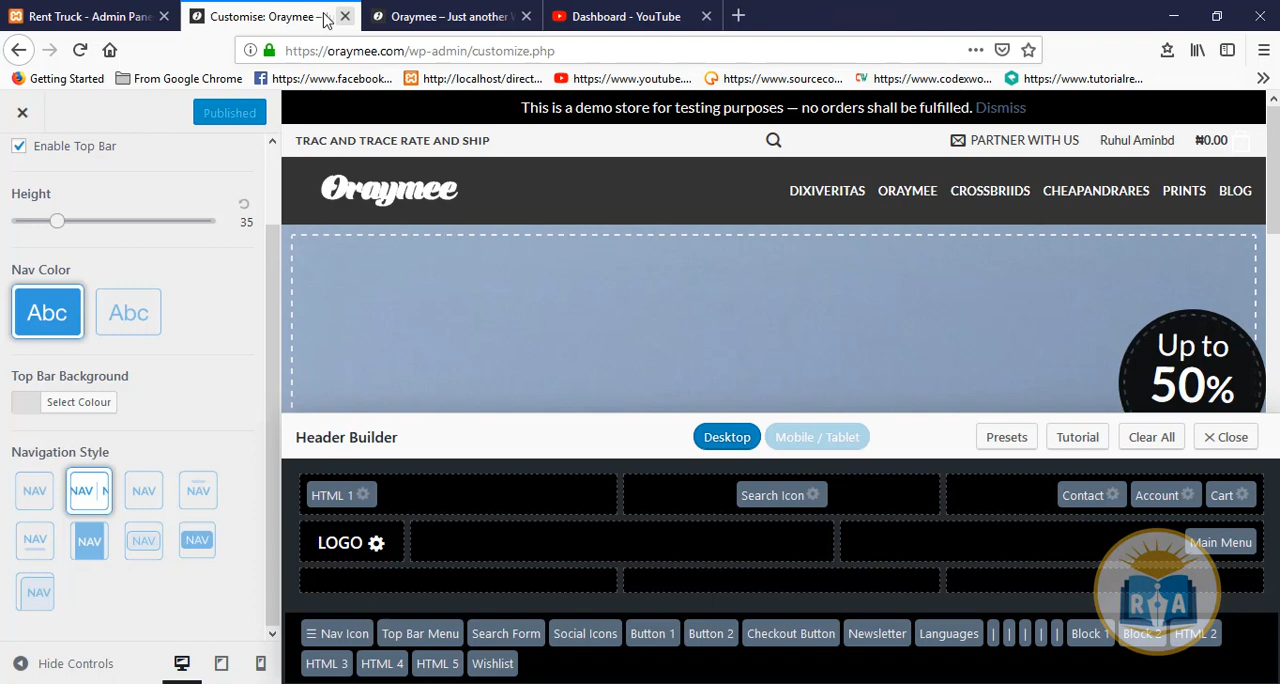 Rent Truck - Admin Pane
Customise: Oraymee –
Oraymee – Just another W
Dashboard - YouTube
https://oraymee.com/wp-admin/customize.php
Getting Started
From Google Chrome
https://www.facebook...
http://localhost/direct...
https://www.youtube....
https://www.sourceco...
https://www.codexwo...
https://www.tutorialre...
Published
Enable Top Bar
Height
35
Nav Color
Abc
Abc
Top Bar Background
Select Colour
Navigation Style
NAV
NAV N
NAV
NAV
NAV
NAV
NAV
NAV
NAV
Hide Controls
This is a demo store for testing purposes — no orders shall be fulfilled. Dismiss
TRAC AND TRACE RATE AND SHIP
PARTNER WITH US
Ruhul Aminbd
₦0.00
Oraymee
DIXIVERITAS
ORAYMEE
CROSSBRIIDS
CHEAPANDRARES
PRINTS
BLOG
Up to
50%
Header Builder
Desktop
Mobile / Tablet
Presets
Tutorial
Clear All
Close
HTML 1
Search Icon
Contact
Account
Cart
LOGO
Main Menu
Nav Icon
Top Bar Menu
Search Form
Social Icons
Button 1
Button 2
Checkout Button
Newsletter
Languages
|
|
|
|
|
Block 1
Block 2
HTML 2
HTML 3
HTML 4
HTML 5
Wishlist
R A